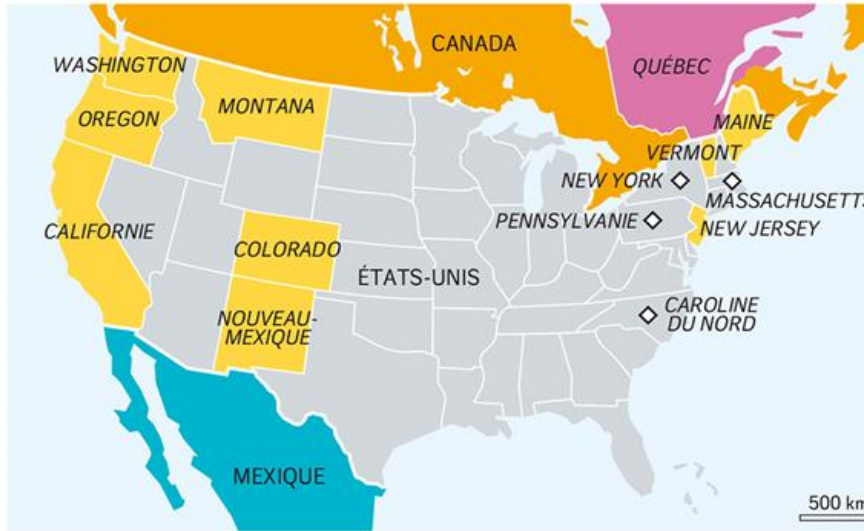 CANADA
QUÉBEC
WASHINGTON
MONTANA
OREGON
MAINE
VERMONT
NEW YORK
MASSACHUSETTS
PENNSYLVANIE
NEW JERSEY
CALIFORNIE
COLORADO
ÉTATS-UNIS
NOUVEAU-
MEXIQUE
CAROLINE
DU NORD
MEXIQUE
500 km